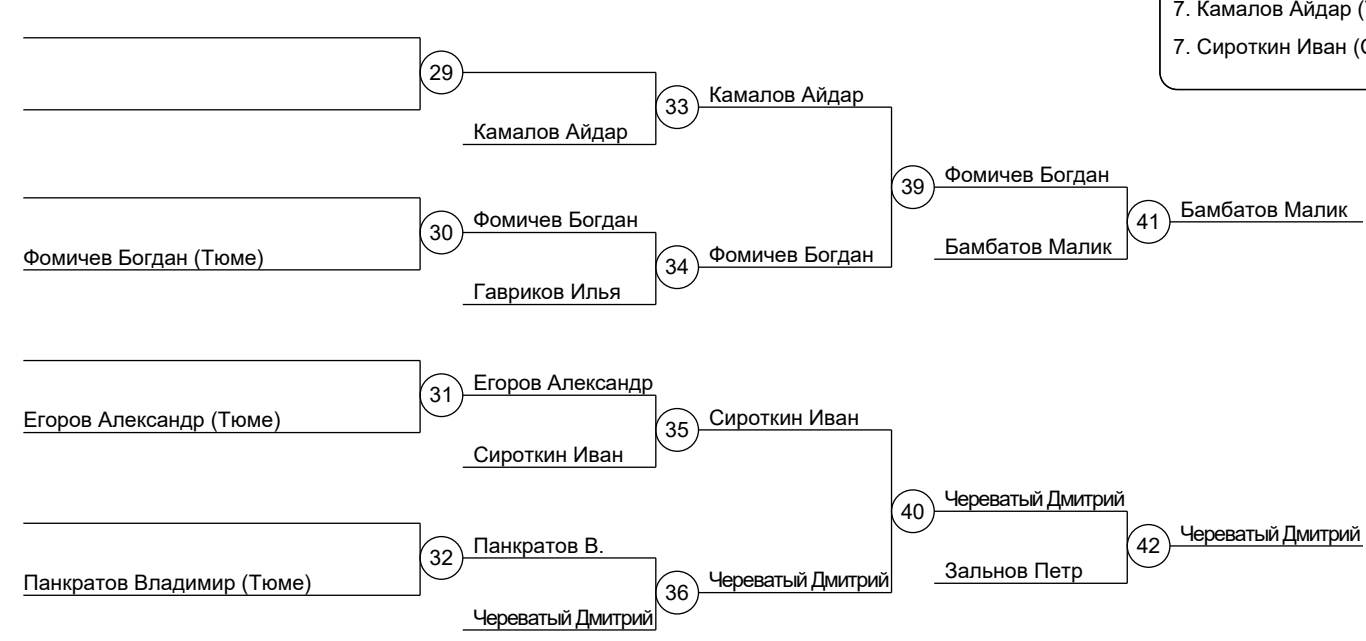 7. Камалов Айдар (
7. Сироткин Иван (
29
Камалов Айдар
33
Камалов Айдар
Фомичев Богдан (Тюме)
30
Фомичев Богдан
Гавриков Илья
34
Фомичев Богдан
39
Фомичев Богдан
Бамбатов Малик
41
Бамбатов Малик
Егоров Александр (Тюме)
31
Егоров Александр
Сироткин Иван
35
Сироткин Иван
Панкратов Владимир (Тюме)
32
Панкратов В.
Череватый Дмитрий
36
Череватый Дмитрий
40
Череватый Дмитрий
Зальнов Петр
42
Череватый Дмитрий